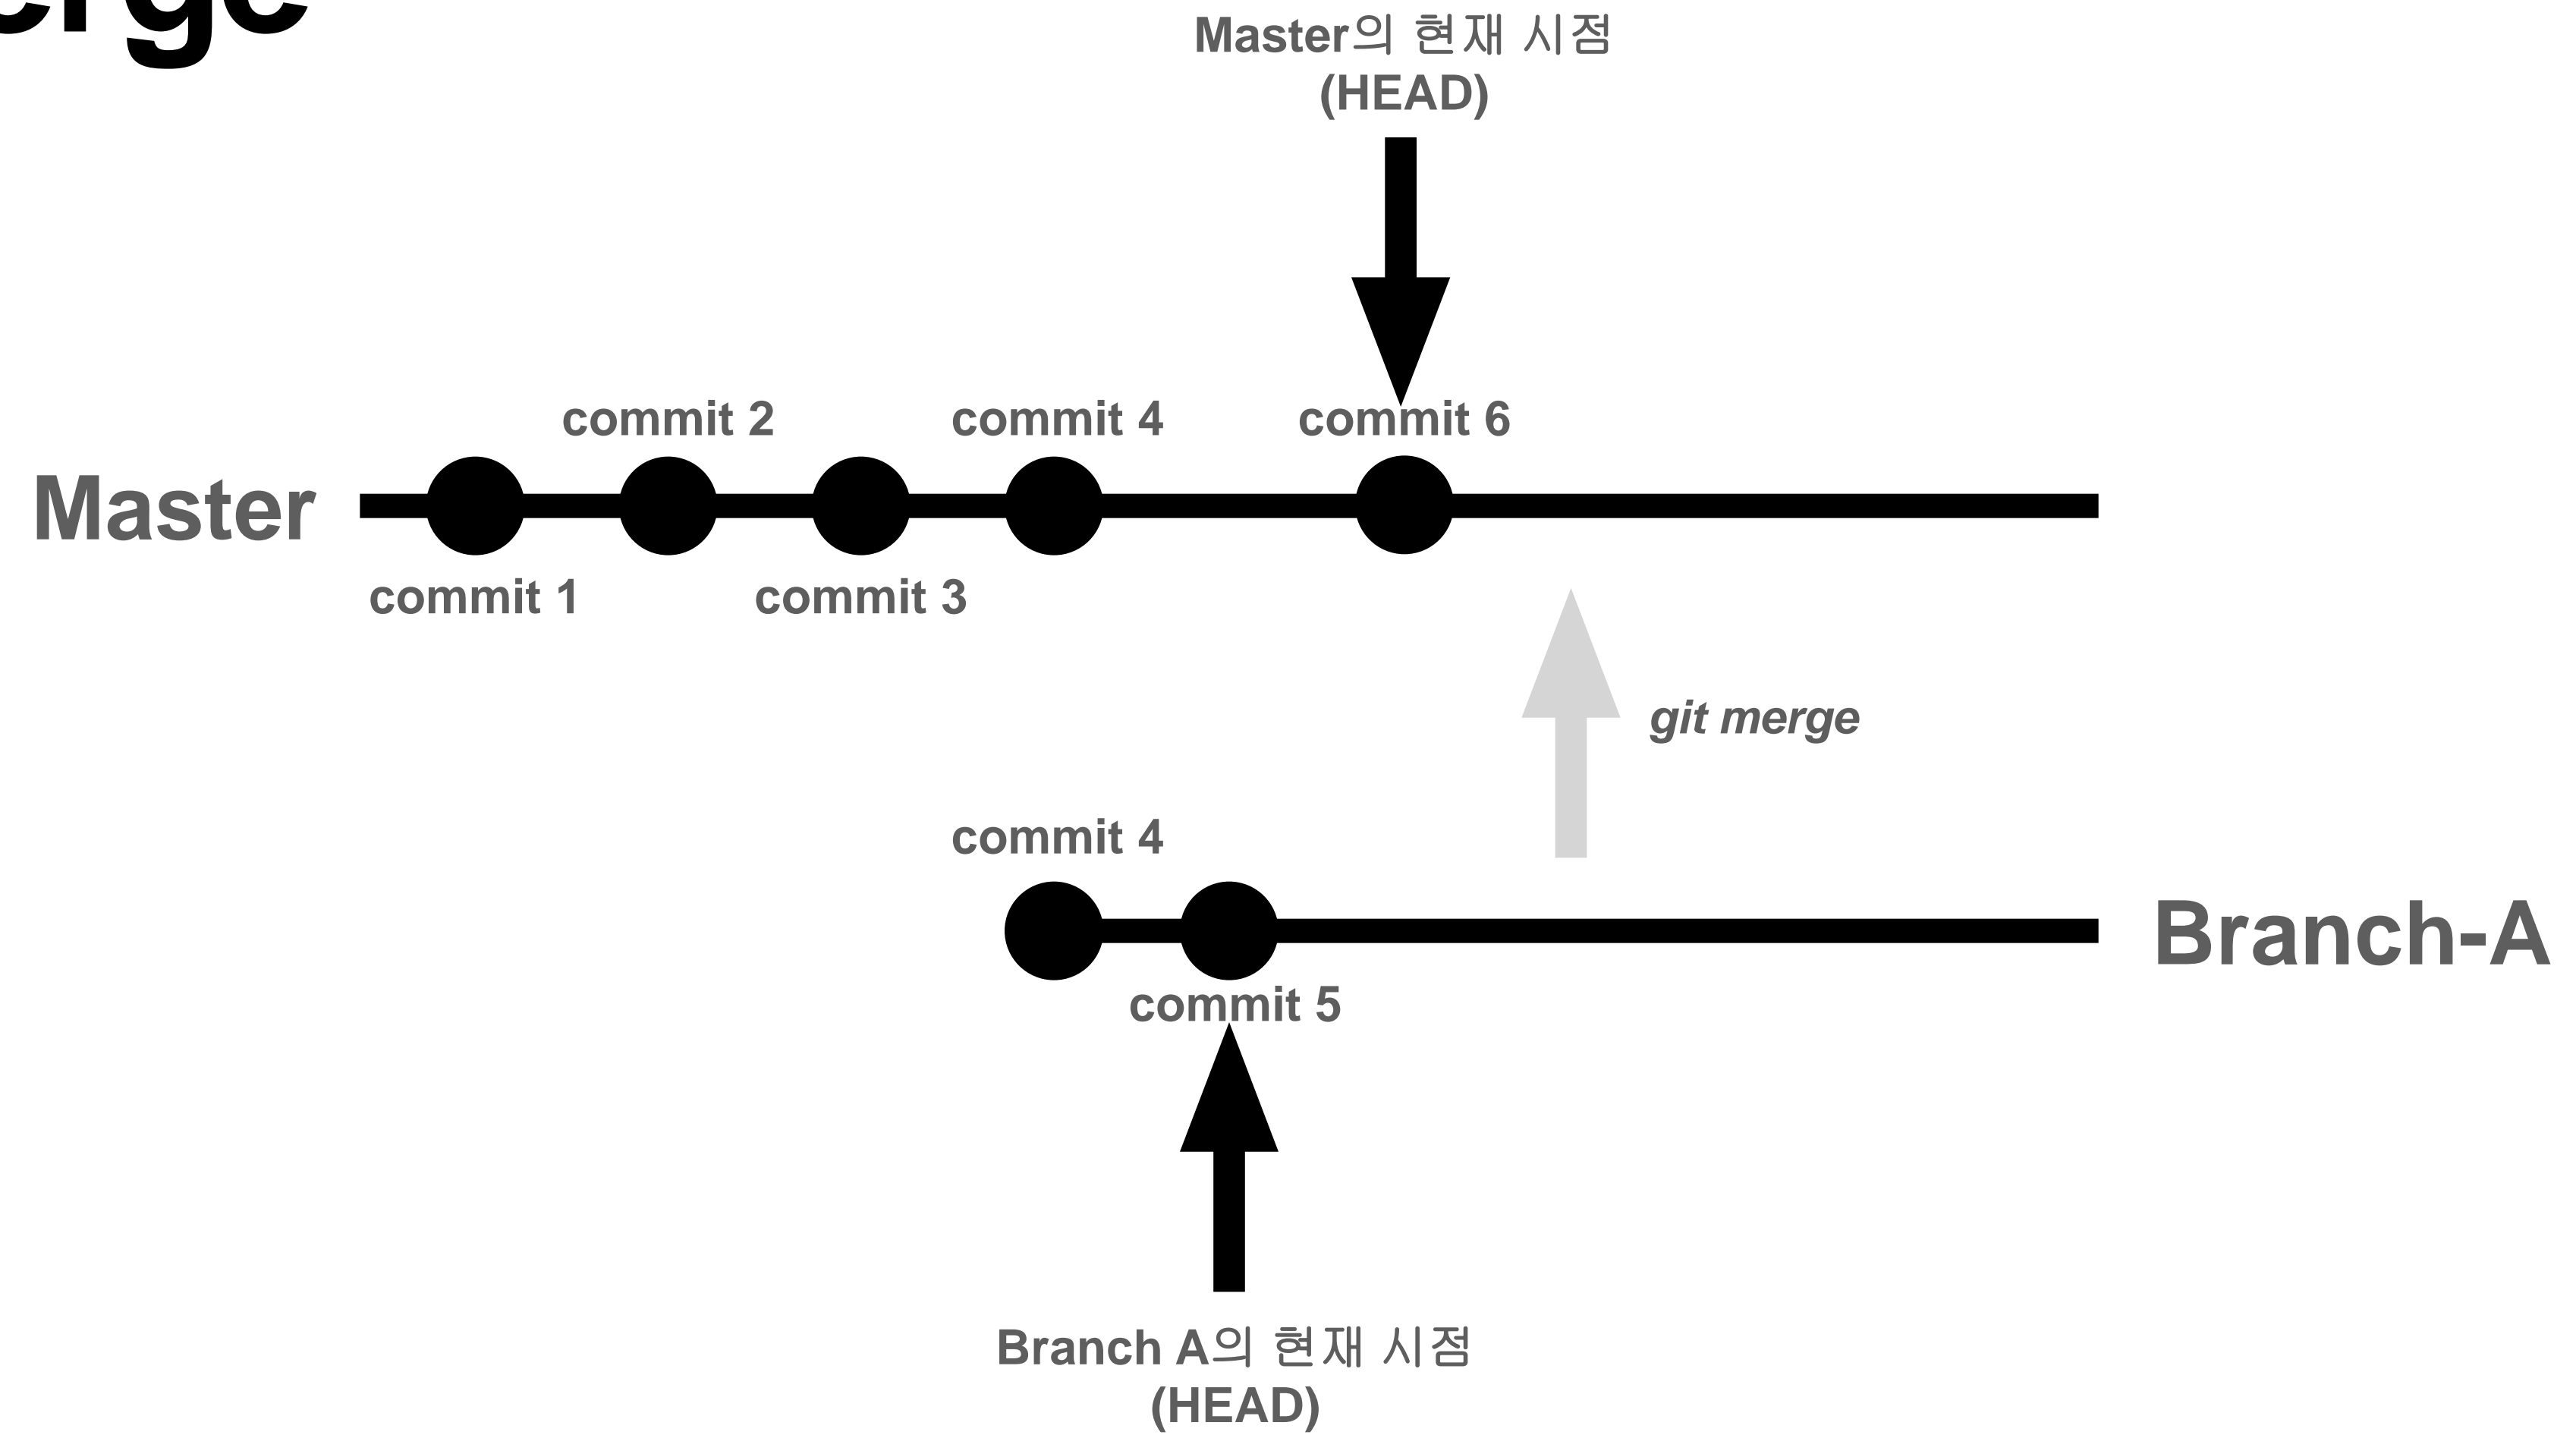 erge
Master의 현재 시점
(HEAD)
commit 2
commit 4
commit 6
Master
commit 1
commit 3
git merge
commit 4
Branch-A
commit 5
Branch A의 현재 시점
(HEAD)